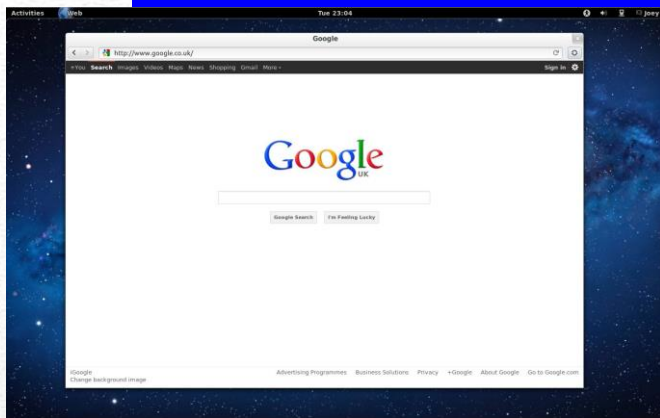 Activities Web Tue 23:04 Joey
Google
http://www.google.co.uk/
+You Search Images Videos Maps News Shopping Gmail More Sign in
Google
UK
Google Search I'm Feeling Lucky
iGoogle Advertising Programmes Business Solutions Privacy +Google About Google Go to Google.com
Change background image